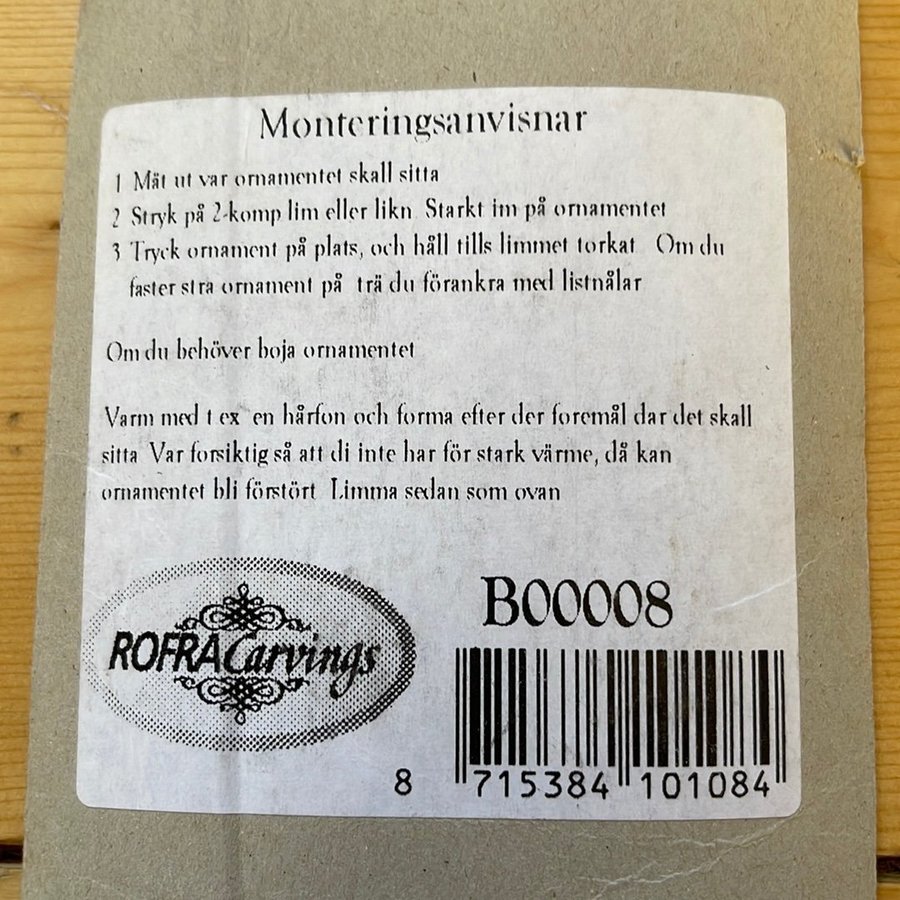 Monteringsanvisnar
1 Mät ut var ornamentet skall sitta
2 Stryk på 2-komp lim eller likn Starkt im på ornamentet
3 Tryck ornament på plats, och håll tills limmet torkat Om du
faster stra ornament på trä du förankra med listnålar
Om du behöver boja ornamentet
Varm med t ex en hårfon och forma efter der foremål dar det skall
sitta Var forsiktig så att di inte har för stark värme, då kan
ornamentet bli förstört Limma sedan som ovan
B00008
ROFRA Carvings
8 715384 101084